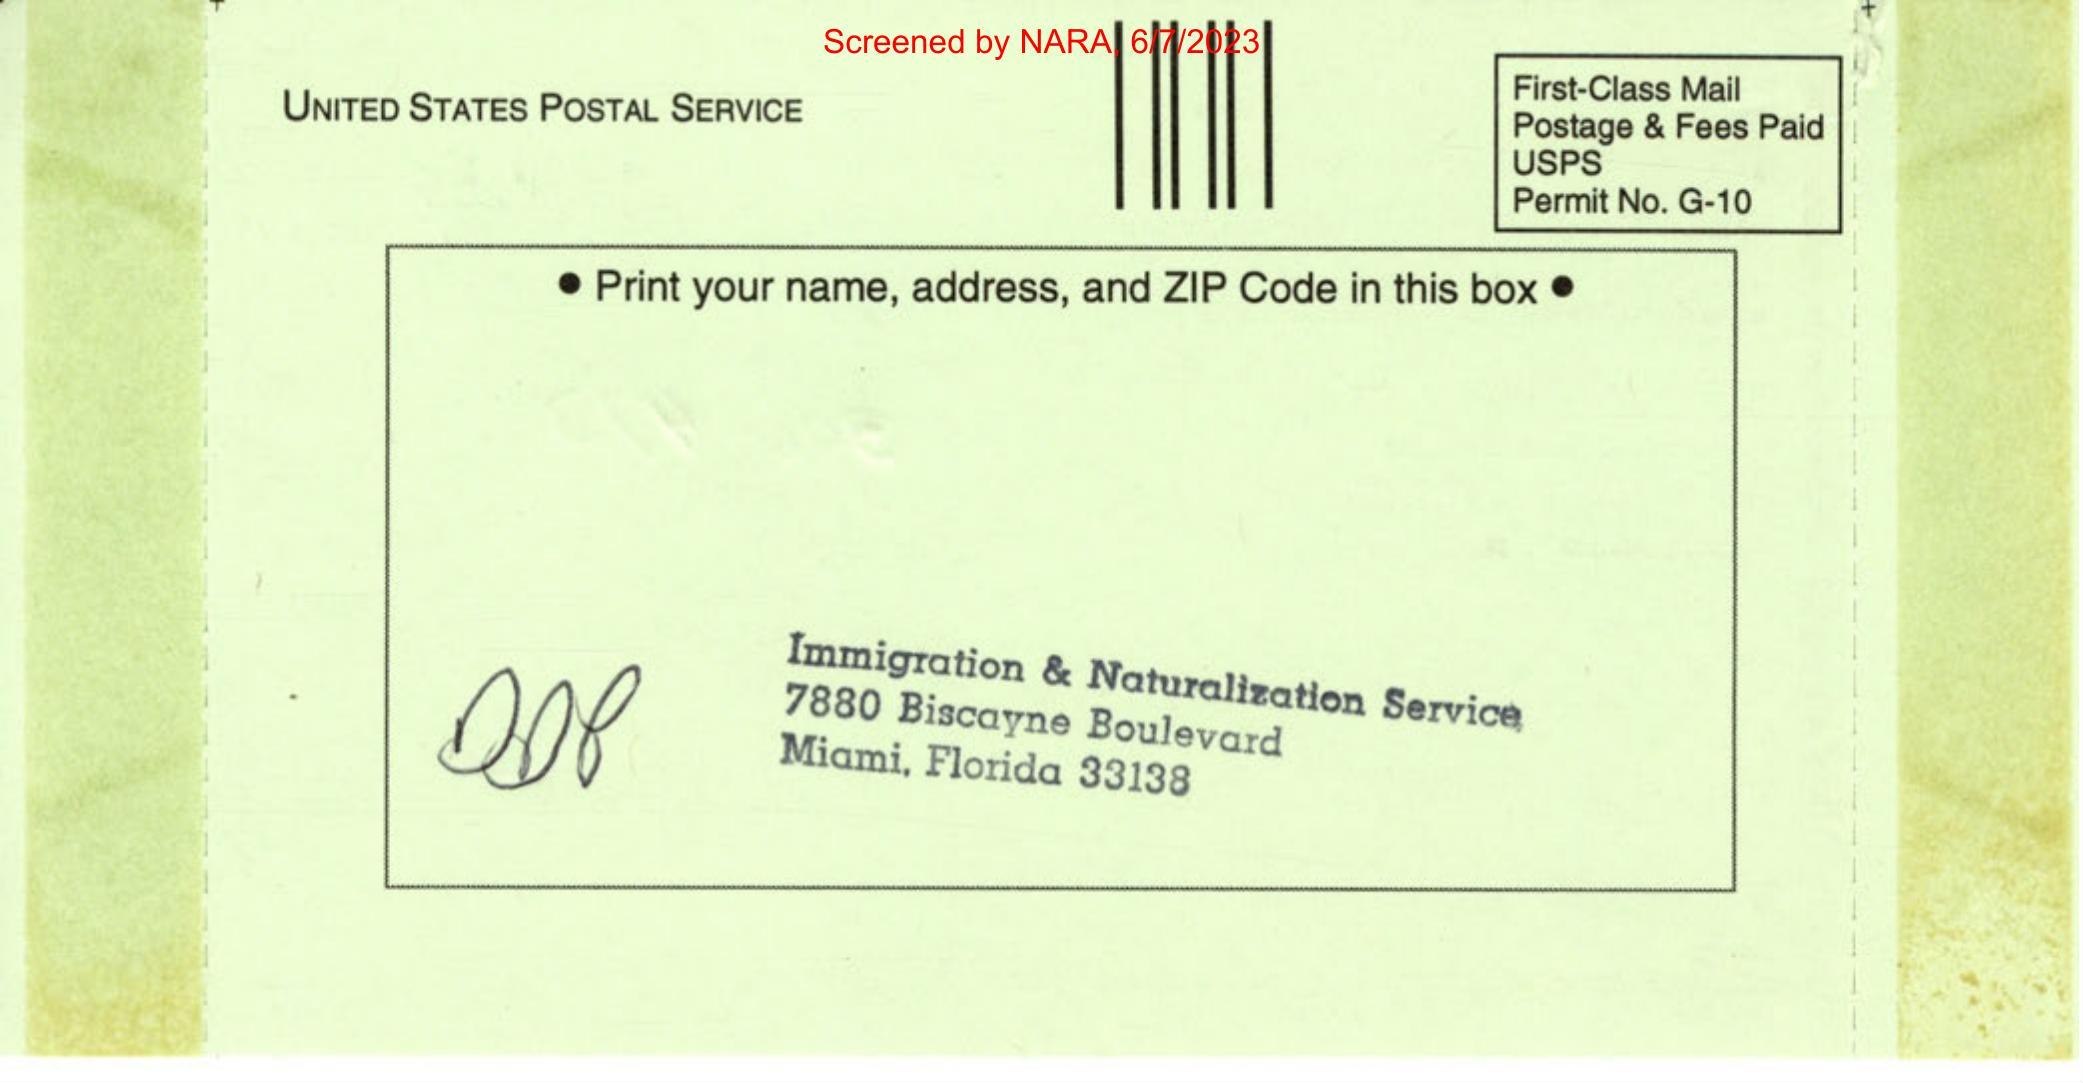 Screened by NARA, 6/7/2023
UNITED STATES POSTAL SERVICE
First-Class Mail
Postage & Fees Paid
USPS
Permit No. G-10
● Print your name, address, and ZIP Code in this box ●
Immigration & Naturalization Service
7880 Biscayne Boulevard
Miami, Florida 33138